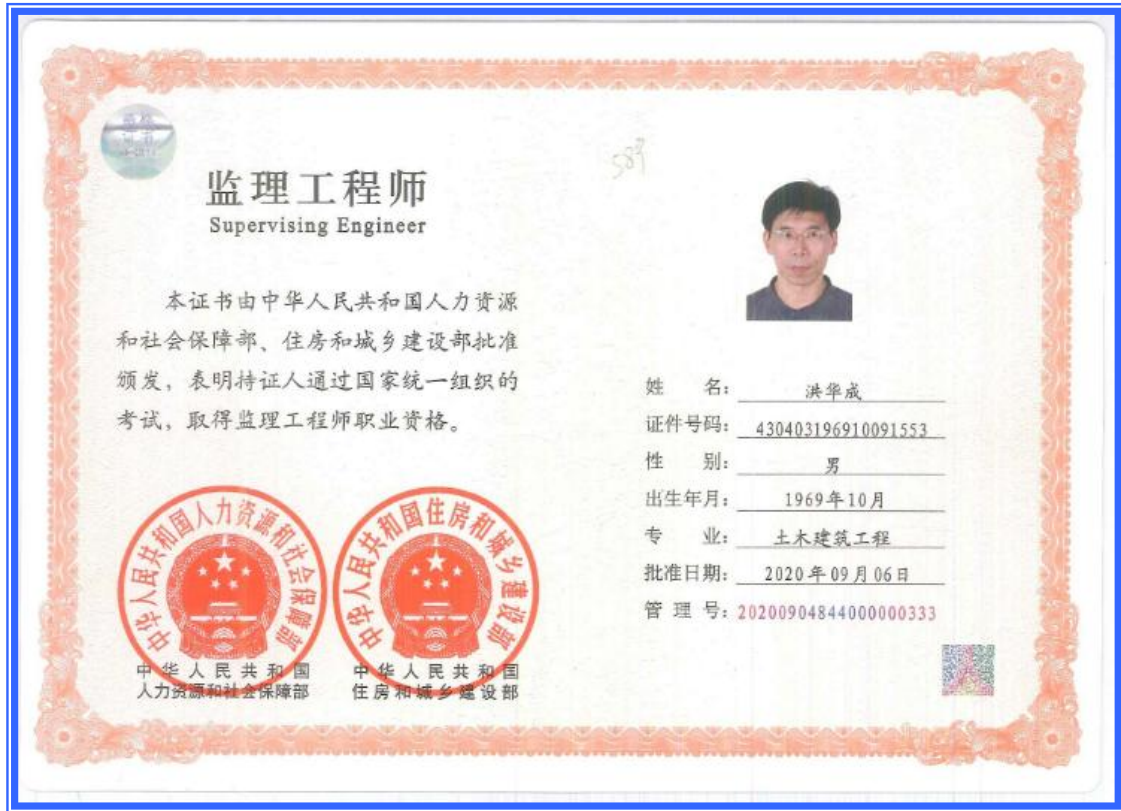 监理工程师
Supervising Engineer
本证书由中华人民共和国人力资源
和社会保障部、住房和城乡建设部批准
颁发，表明持证人通过国家统一组织的
考试，取得监理工程师职业资格。
中华人民共和国人力资源和社会保障部
中华人民共和国
人力资源和社会保障部
中华人民共和国住房和城乡建设部
中华人民共和国
住房和城乡建设部
姓 名：洪华成
证件号码：430403196910091553
性 别：男
出生年月：1969年10月
专 业：土木建筑工程
批准日期：2020年09月06日
管 理 号：20200904844000000333